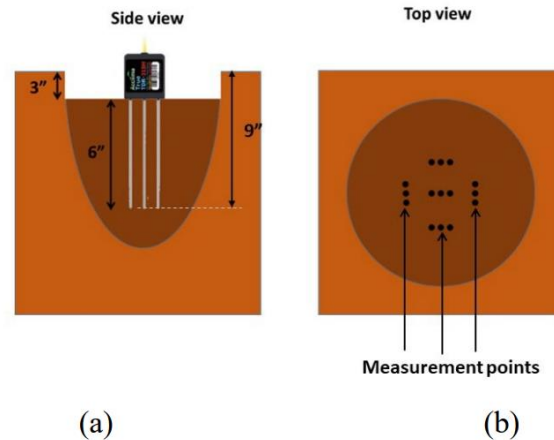 Side view
Top view
3”
6”
9”
Measurement points
(a)
(b)